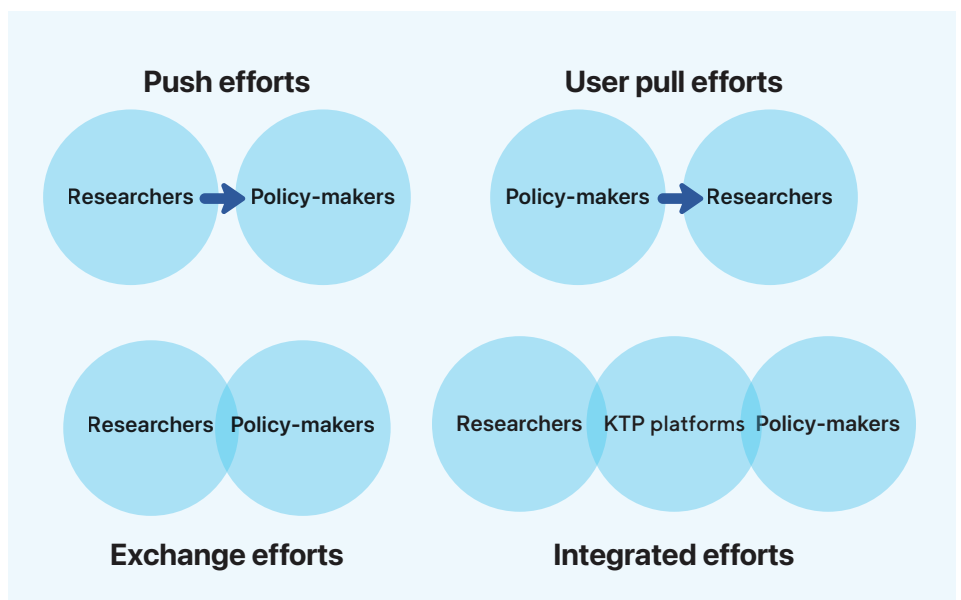 Push efforts
Researchers
Policy-makers
User pull efforts
Policy-makers
Researchers
Researchers
Policy-makers
Exchange efforts
Researchers
KTP platforms
Policy-makers
Integrated efforts